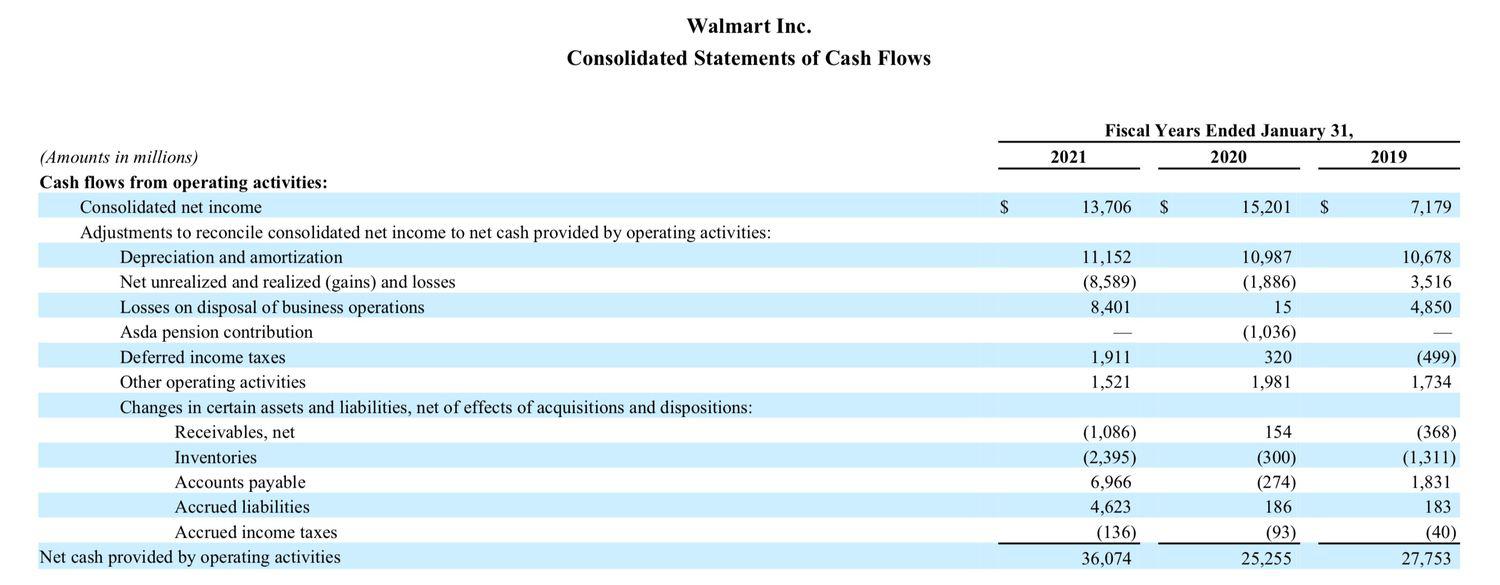 Walmart Inc.
Consolidated Statements of Cash Flows
Fiscal Years Ended January 31,
(Amounts in millions) 2021 2020 2019
Cash flows from operating activities:
Consolidated net income $ 13,706 $ 15,201 $ 7,179
Adjustments to reconcile consolidated net income to net cash provided by operating activities:
Depreciation and amortization 11,152 10,987 10,678
Net unrealized and realized (gains) and losses (8,589) (1,886) 3,516
Losses on disposal of business operations 8,401 15 4,850
Asda pension contribution — (1,036) —
Deferred income taxes 1,911 320 (499)
Other operating activities 1,521 1,981 1,734
Changes in certain assets and liabilities, net of effects of acquisitions and dispositions:
Receivables, net (1,086) 154 (368)
Inventories (2,395) (300) (1,311)
Accounts payable 6,966 (274) 1,831
Accrued liabilities 4,623 186 183
Accrued income taxes (136) (93) (40)
Net cash provided by operating activities 36,074 25,255 27,753